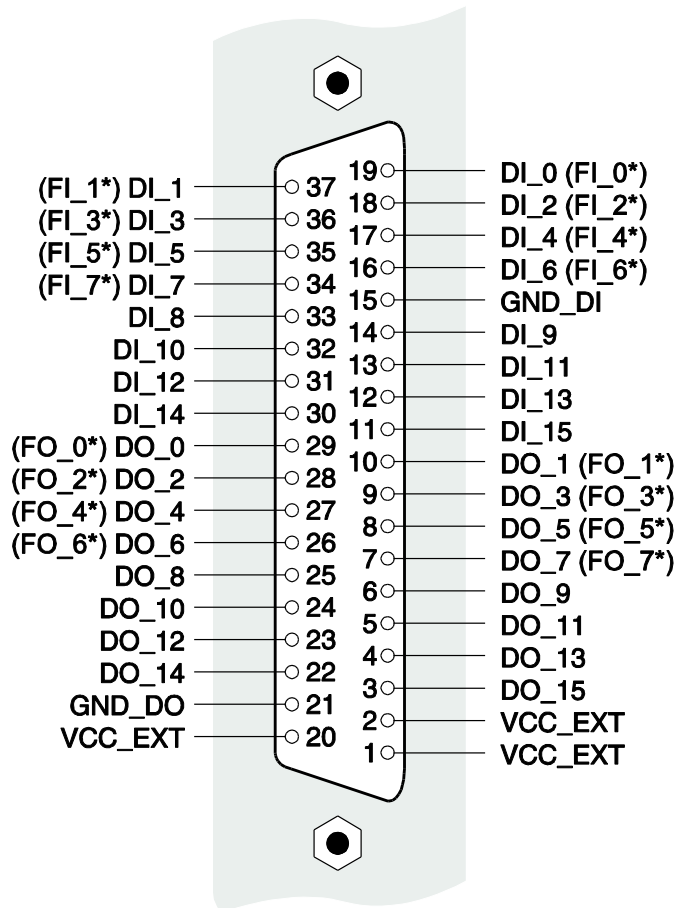 19 DI_0 (FI_0*)
(FI_1*) DI_1 37
18 DI_2 (FI_2*)
(FI_3*) DI_3 36
17 DI_4 (FI_4*)
(FI_5*) DI_5 35
16 DI_6 (FI_6*)
(FI_7*) DI_7 34
15 GND_DI
DI_8 33
14 DI_9
DI_10 32
13 DI_11
DI_12 31
12 DI_13
DI_14 30
11 DI_15
(FO_0*) DO_0 29
10 DO_1 (FO_1*)
(FO_2*) DO_2 28
9 DO_3 (FO_3*)
(FO_4*) DO_4 27
8 DO_5 (FO_5*)
(FO_6*) DO_6 26
7 DO_7 (FO_7*)
DO_8 25
6 DO_9
DO_10 24
5 DO_11
DO_12 23
4 DO_13
DO_14 22
3 DO_15
GND_DO 21
2 VCC_EXT
VCC_EXT 20
1 VCC_EXT